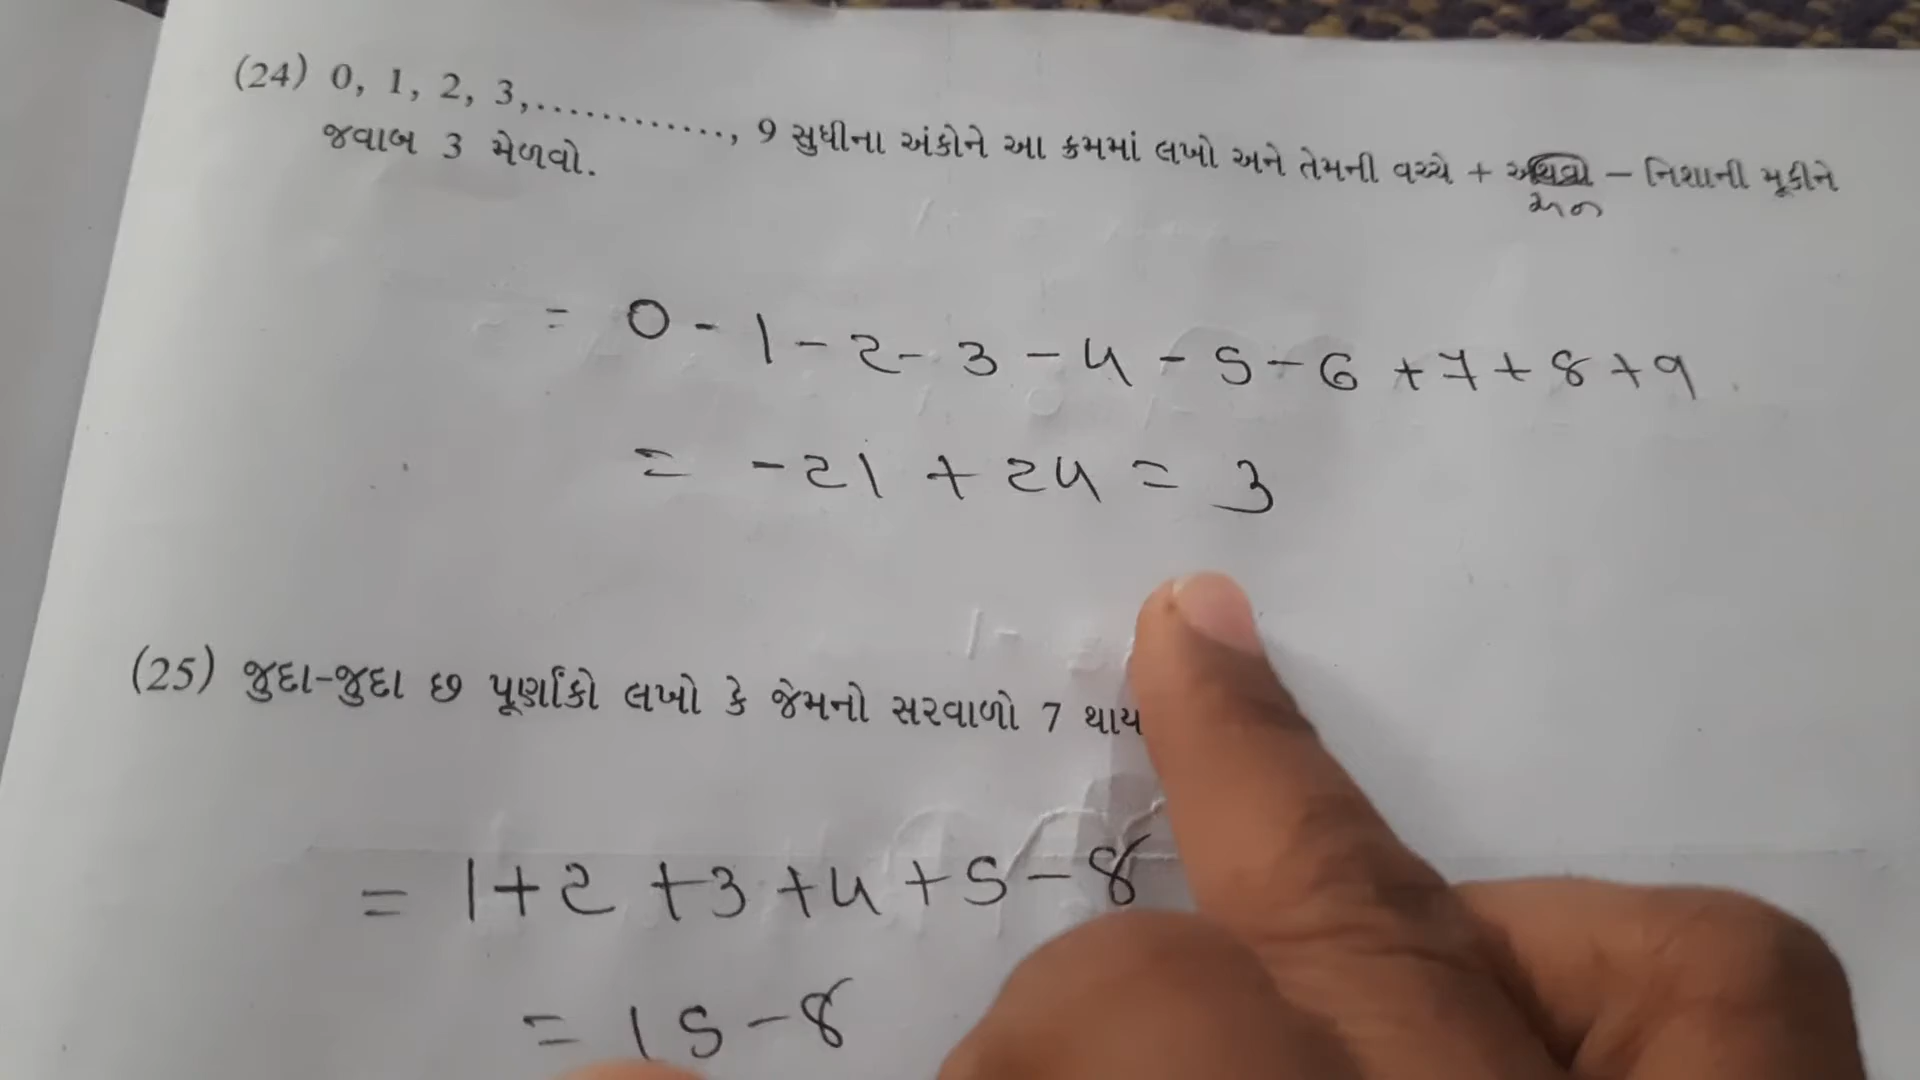 (24) 0, 1, 2, 3,............., 9 સુધીના અંકોને આ ક્રમમાં લખો અને તેમની વચ્ચે + અથવા – નિશાની મૂકીને
અન
જવાબ 3 મેળવો.
= 0 - 1 - 2 - 3 - 4 - 5 - 6 + 7 + 8 + 9
= - 21 + 24 = 3
(25) જુદા-જુદા છ પૂર્ણાંકો લખો કે જેમનો સરવાળો 7 થાય
= 1 + 2 + 3 + 4 + 5 - 8
= 15 - 8